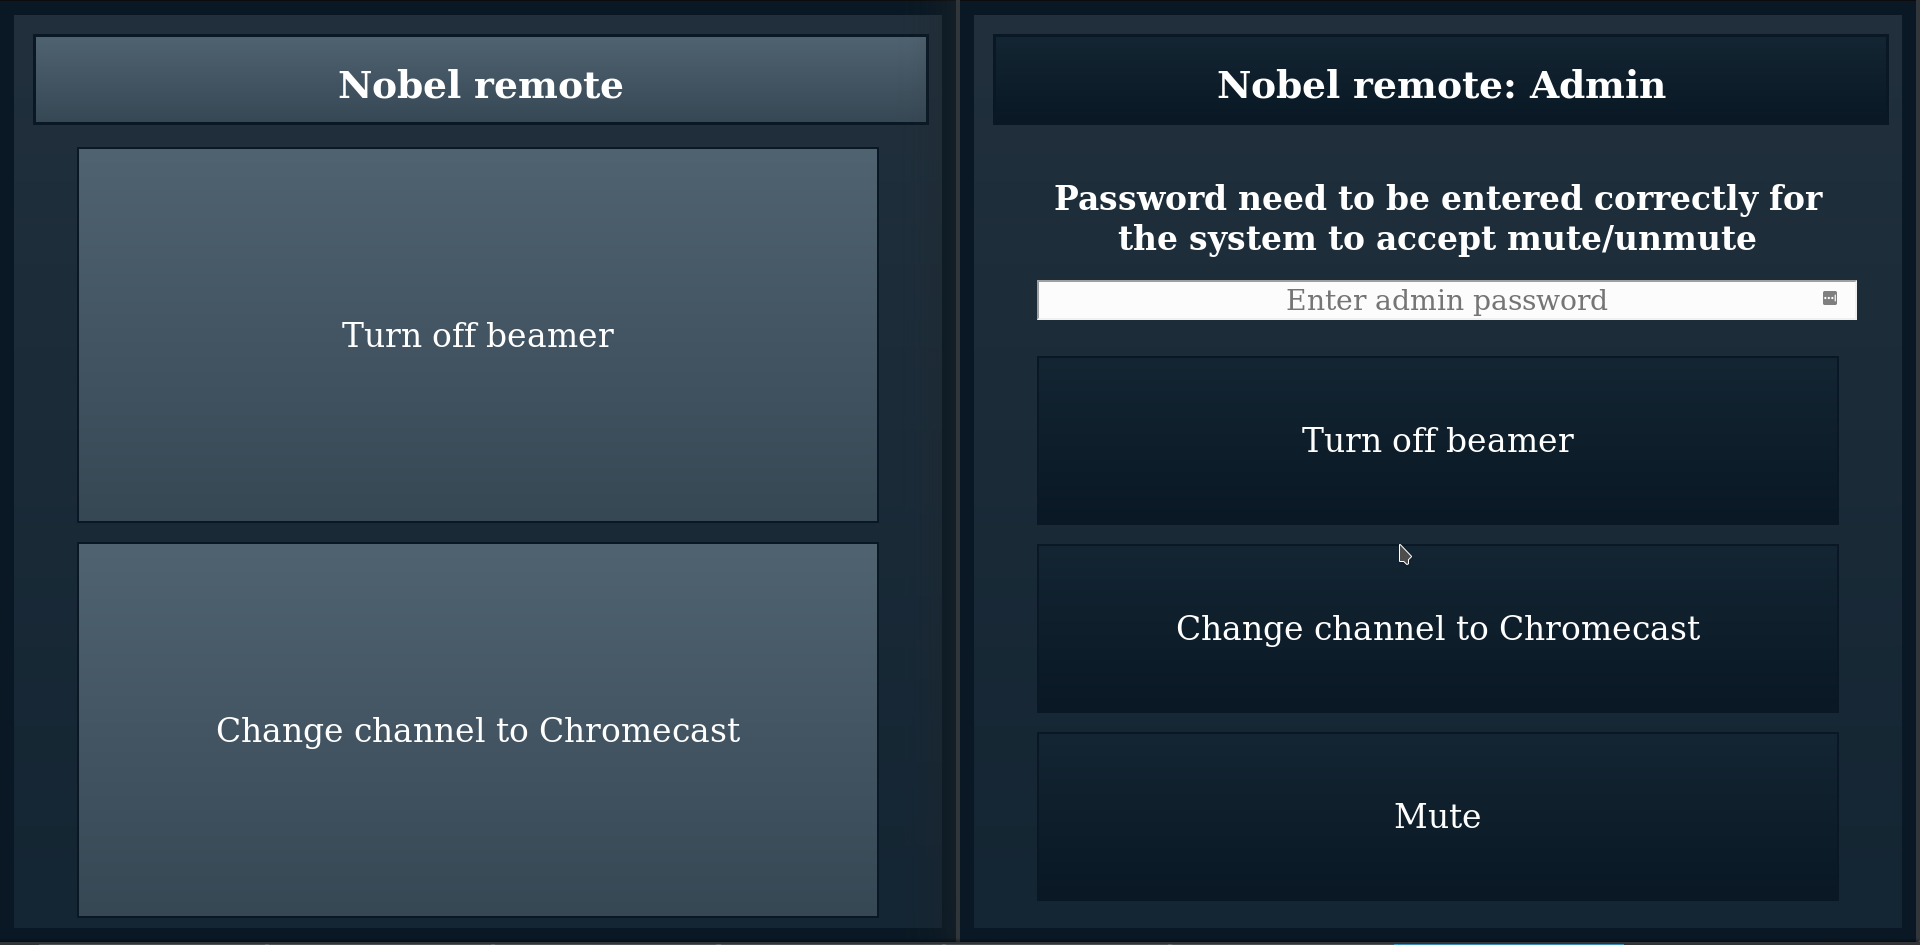 Nobel remote
Turn off beamer
Change channel to Chromecast
Nobel remote: Admin
Password need to be entered correctly for
the system to accept mute/unmute
Enter admin password
Turn off beamer
Change channel to Chromecast
Mute